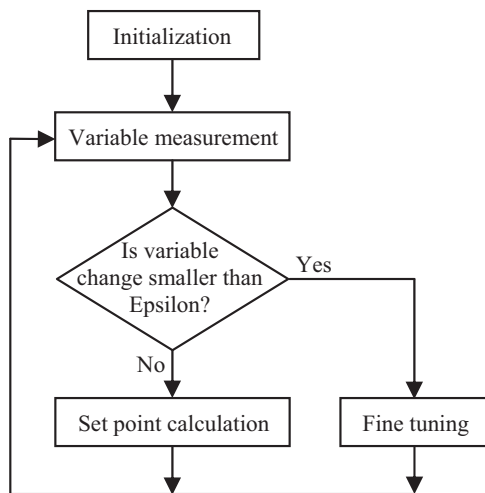 Initialization
Variable measurement
Is variable
change smaller than
Epsilon?
Yes
No
Set point calculation
Fine tuning